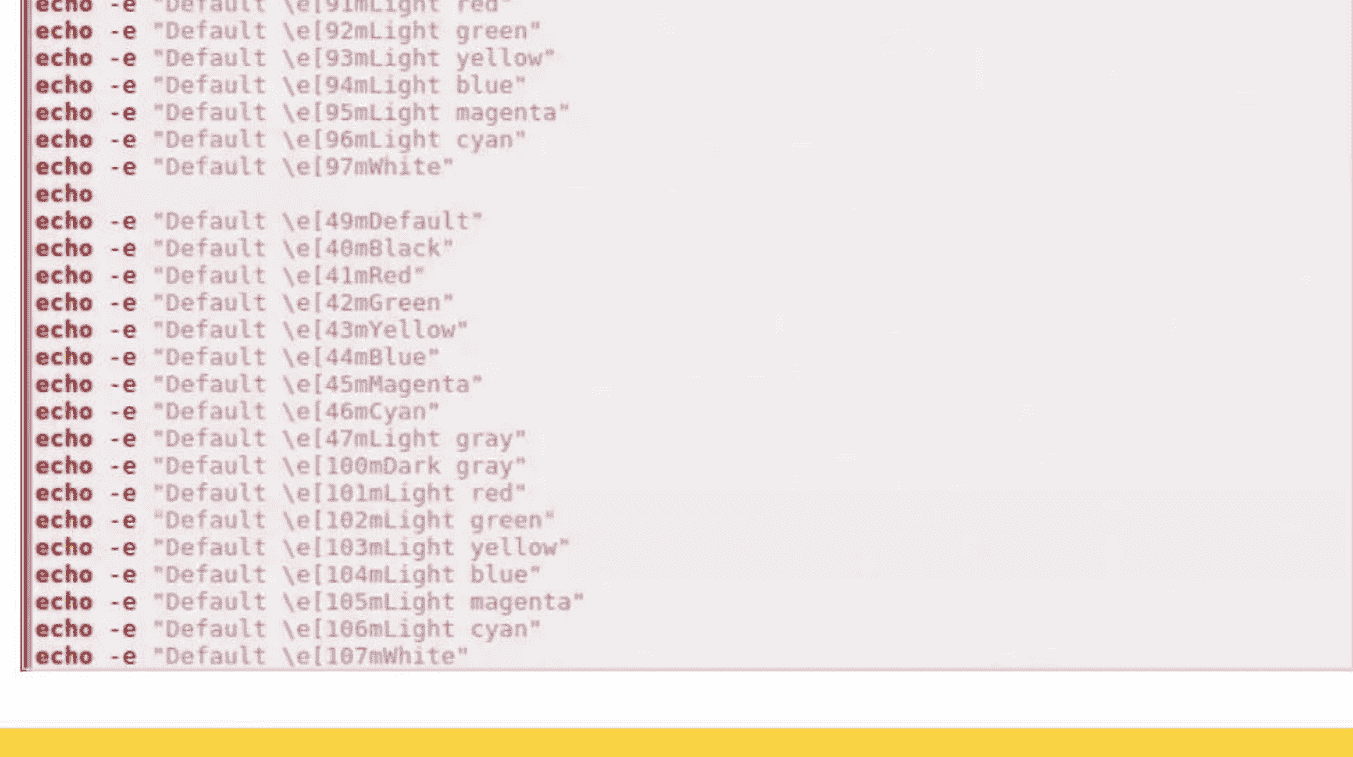 echo -e "Default \e[91mLight red"
echo -e "Default \e[92mLight green"
echo -e "Default \e[93mLight yellow"
echo -e "Default \e[94mLight blue"
echo -e "Default \e[95mLight magenta"
echo -e "Default \e[96mLight cyan"
echo -e "Default \e[97mWhite"
echo
echo -e "Default \e[49mDefault"
echo -e "Default \e[40mBlack"
echo -e "Default \e[41mRed"
echo -e "Default \e[42mGreen"
echo -e "Default \e[43mYellow"
echo -e "Default \e[44mBlue"
echo -e "Default \e[45mMagenta"
echo -e "Default \e[46mCyan"
echo -e "Default \e[47mLight gray"
echo -e "Default \e[100mDark gray"
echo -e "Default \e[101mLight red"
echo -e "Default \e[102mLight green"
echo -e "Default \e[103mLight yellow"
echo -e "Default \e[104mLight blue"
echo -e "Default \e[105mLight magenta"
echo -e "Default \e[106mLight cyan"
echo -e "Default \e[107mWhite"